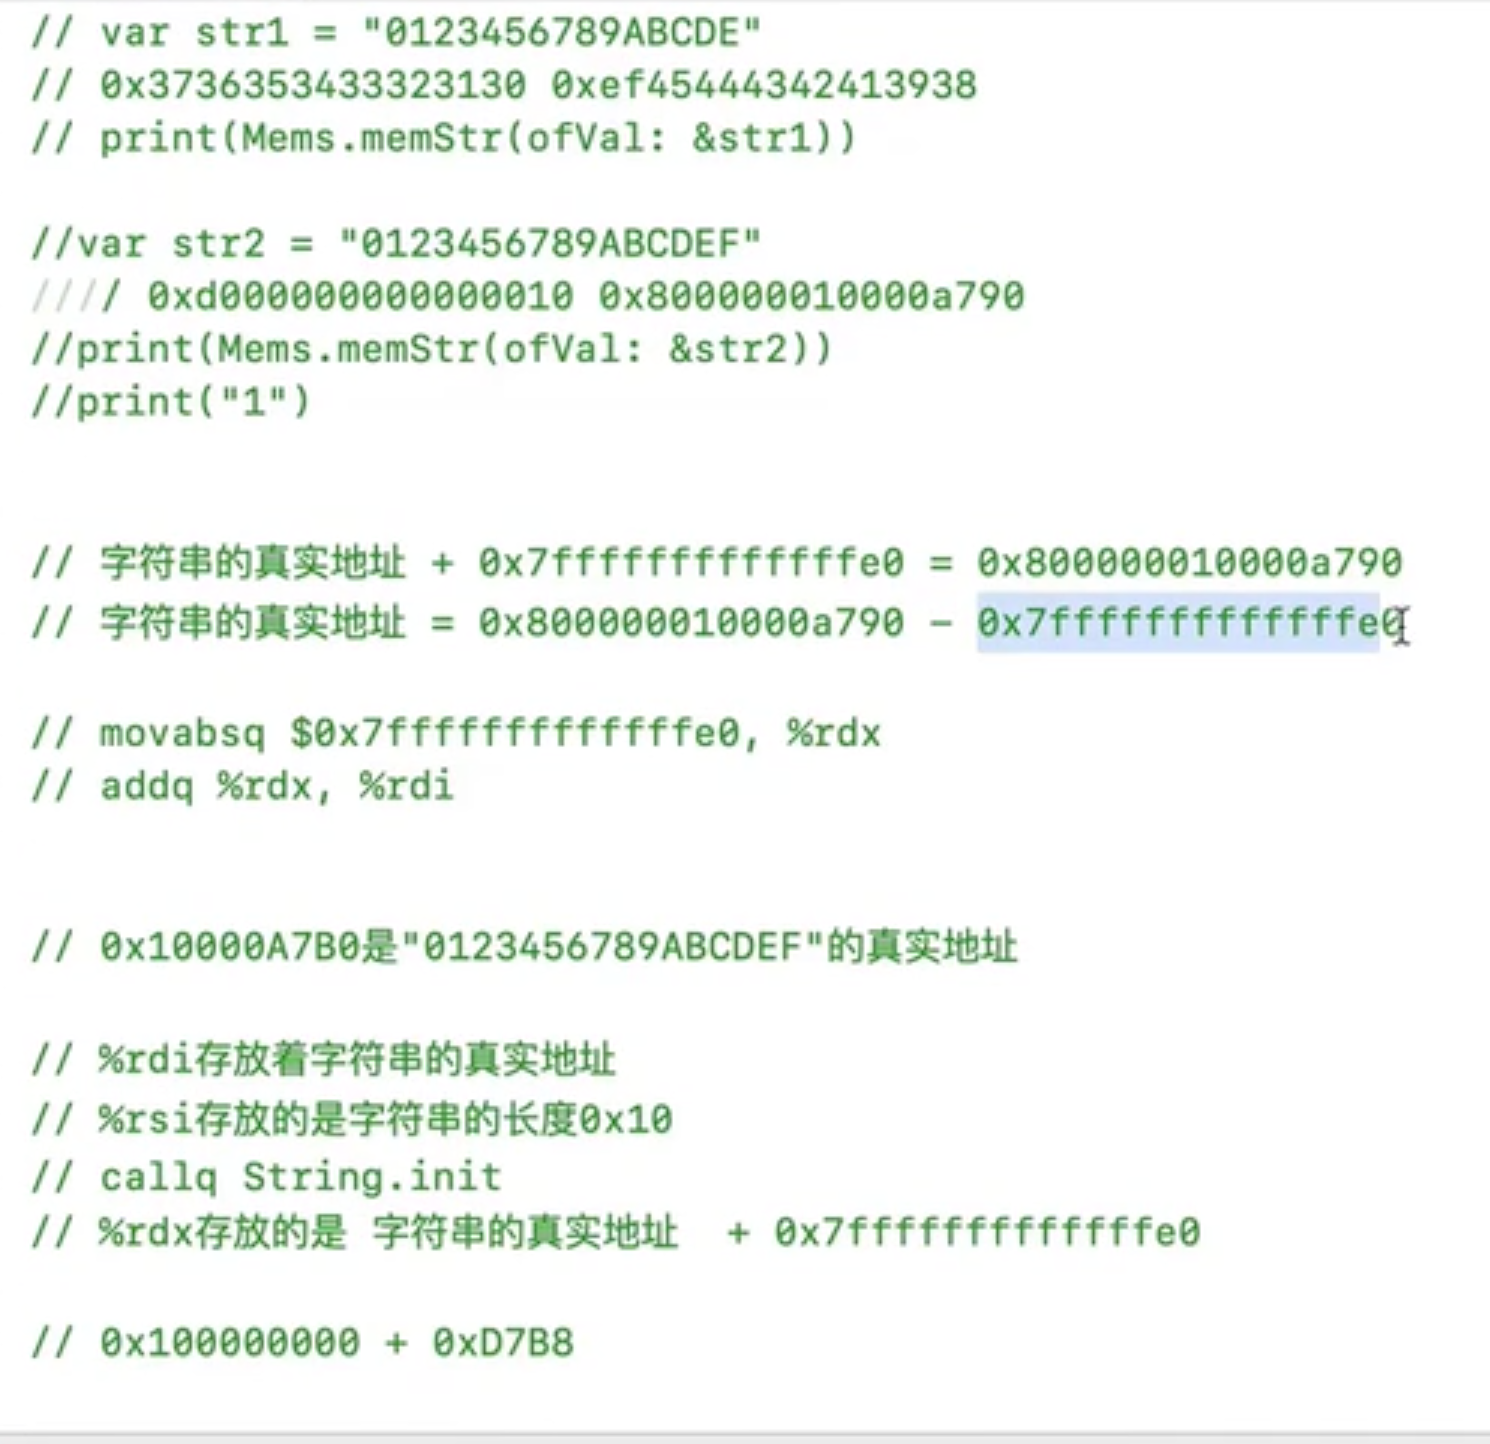 // var str1 = "0123456789ABCDE"
// 0x3736353433323130 0xef45444342413938
// print(Mems.memStr(ofVal: &str1))
//var str2 = "0123456789ABCDEF"
//// 0xd000000000000010 0x800000010000a790
//print(Mems.memStr(ofVal: &str2))
//print("1")
// 字符串的真实地址 + 0x7fffffffffffffe0 = 0x800000010000a790
// 字符串的真实地址 = 0x800000010000a790 - 0x7fffffffffffffe0
// movabsq $0x7fffffffffffffe0, %rdx
// addq %rdx, %rdi
// 0x10000A7B0是"0123456789ABCDEF"的真实地址
// %rdi存放着字符串的真实地址
// %rsi存放的是字符串的长度0x10
// callq String.init
// %rdx存放的是 字符串的真实地址  + 0x7fffffffffffffe0
// 0x100000000 + 0xD7B8